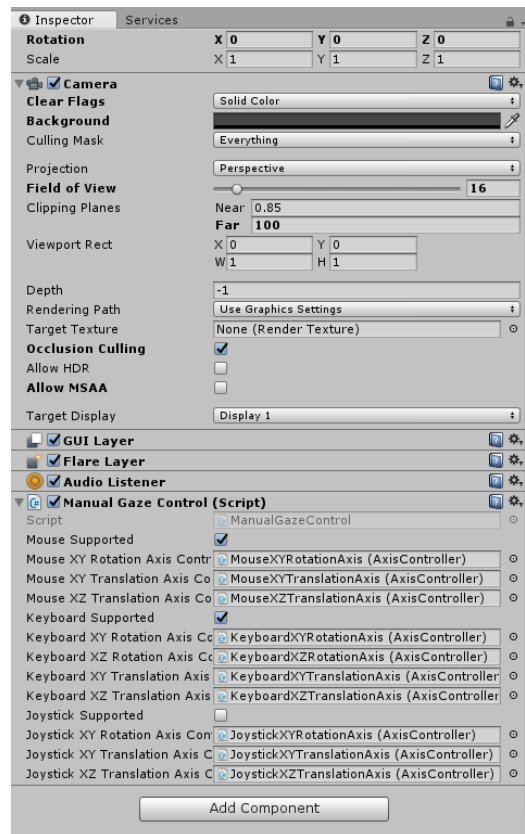 Inspector Services
Rotation X 0 Y 0 Z 0
Scale X 1 Y 1 Z 1
Camera
Clear Flags Solid Color
Background
Culling Mask Everything
Projection Perspective
Field of View 16
Clipping Planes Near 0.85
Far 100
Viewport Rect X 0 Y 0
W 1 H 1
Depth -1
Rendering Path Use Graphics Settings
Target Texture None (Render Texture)
Occlusion Culling
Allow HDR
Allow MSAA
Target Display Display 1
GUI Layer
Flare Layer
Audio Listener
Manual Gaze Control (Script)
Script ManualGazeControl
Mouse Supported
Mouse XY Rotation Axis Contr MouseXYRotationAxis (AxisController)
Mouse XY Translation Axis Co MouseXYTranslationAxis (AxisController)
Mouse XZ Translation Axis Co MouseXZTranslationAxis (AxisController)
Keyboard Supported
Keyboard XY Rotation Axis Co KeyboardXYRotationAxis (AxisController)
Keyboard XZ Rotation Axis Co KeyboardXZRotationAxis (AxisController)
Keyboard XY Translation Axis KeyboardXYTranslationAxis (AxisController
Keyboard XZ Translation Axis KeyboardXZTranslationAxis (AxisController
Joystick Supported
Joystick XY Rotation Axis Con JoystickXYRotationAxis (AxisController)
Joystick XY Translation Axis C JoystickXYTranslationAxis (AxisController)
Joystick XZ Translation Axis C JoystickXZTranslationAxis (AxisController)
Add Component